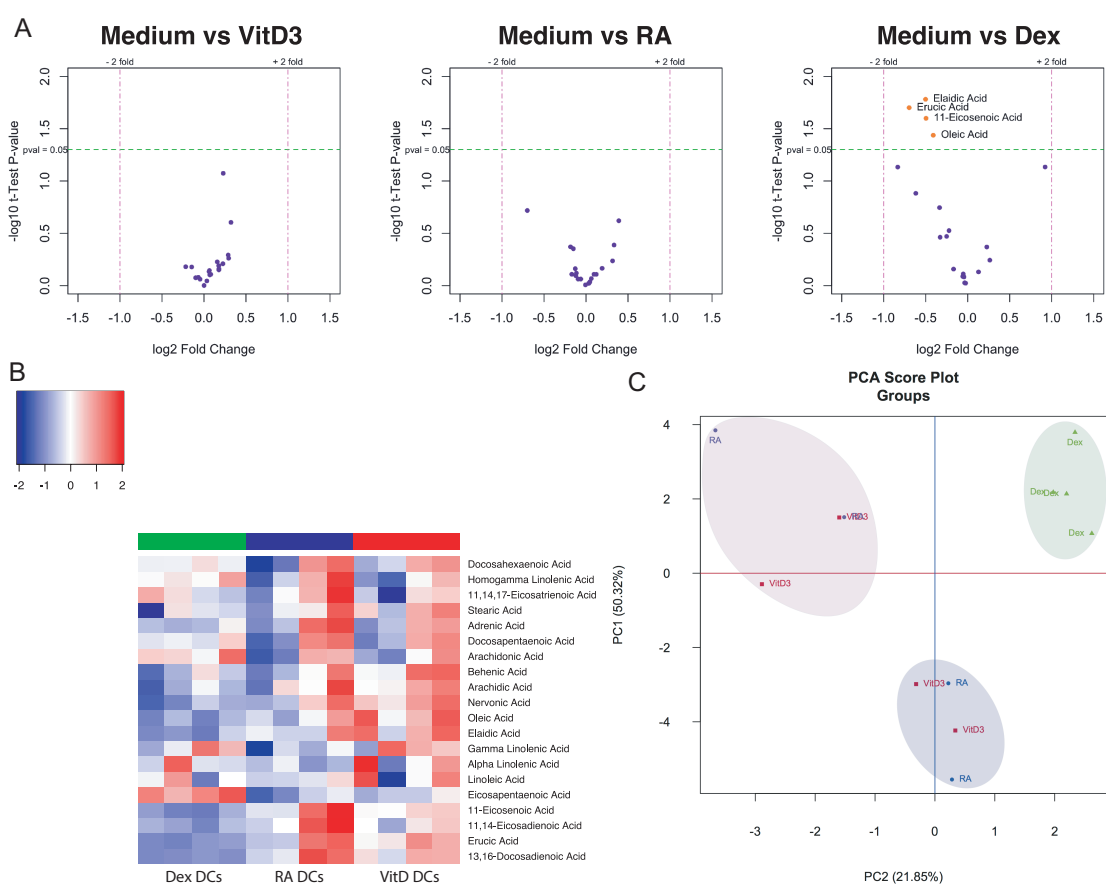 A
Medium vs VitD3
Medium vs RA
Medium vs Dex
- 2 fold
+ 2 fold
- 2 fold
+ 2 fold
- 2 fold
+ 2 fold
-log10 t-Test P-value
2.0
1.5
1.0
0.5
0.0
pval = 0.05
-1.5
-1.0
-0.5
0.0
0.5
1.0
1.5
log2 Fold Change
-log10 t-Test P-value
2.0
1.5
1.0
0.5
0.0
pval = 0.05
-1.5
-1.0
-0.5
0.0
0.5
1.0
1.5
log2 Fold Change
-log10 t-Test P-value
2.0
1.5
1.0
0.5
0.0
pval = 0.05
Elaidic Acid
Erucic Acid
11-Eicosenoic Acid
Oleic Acid
-1.5
-1.0
-0.5
0.0
0.5
1.0
1.5
log2 Fold Change
B
-2
-1
0
1
2
Docosahexaenoic Acid
Homogamma Linolenic Acid
11,14,17-Eicosatrienoic Acid
Stearic Acid
Adrenic Acid
Docosapentaenoic Acid
Arachidonic Acid
Behenic Acid
Arachidic Acid
Nervonic Acid
Oleic Acid
Elaidic Acid
Gamma Linolenic Acid
Alpha Linolenic Acid
Linoleic Acid
Eicosapentaenoic Acid
11-Eicosenoic Acid
11,14-Eicosadienoic Acid
Erucic Acid
13,16-Docosadienoic Acid
Dex DCs
RA DCs
VitD DCs
C
PCA Score Plot
Groups
PC1 (50.32%)
4
2
0
-2
-4
RA
Dex
Dex
Dex
VitD3
RA
Dex
VitD3
VitD3
RA
VitD3
RA
-3
-2
-1
0
1
2
PC2 (21.85%)